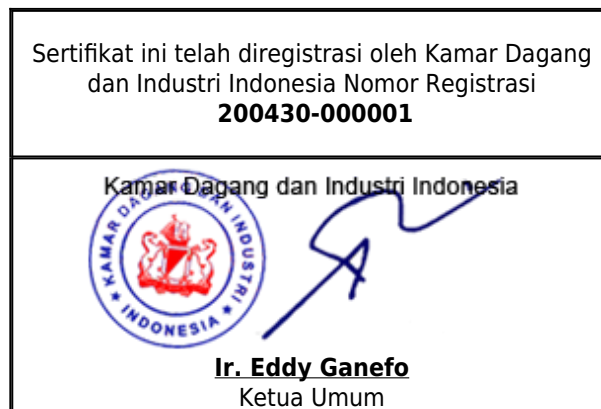 Sertifikat ini telah diregistrasi oleh Kamar Dagang
dan Industri Indonesia Nomor Registrasi
200430-000001
Kamar Dagang dan Industri Indonesia
KAMAR DAGANG DAN INDUSTRI
INDONESIA
Ir. Eddy Ganefo
Ketua Umum